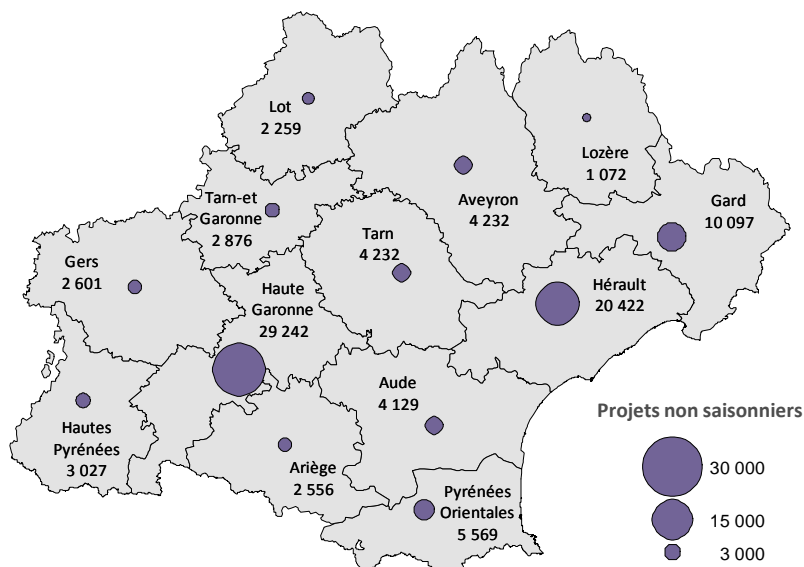 Lot
2 259
Lozère
1 072
Aveyron
4 232
Gard
10 097
Tarn-et
Garonne
2 876
Tarn
4 232
Gers
2 601
Haute
Garonne
29 242
Hérault
20 422
Aude
4 129
Hautes
Pyrénées
3 027
Ariège
2 556
Pyrénées
Orientales
5 569
Projets non saisonniers
30 000
15 000
3 000